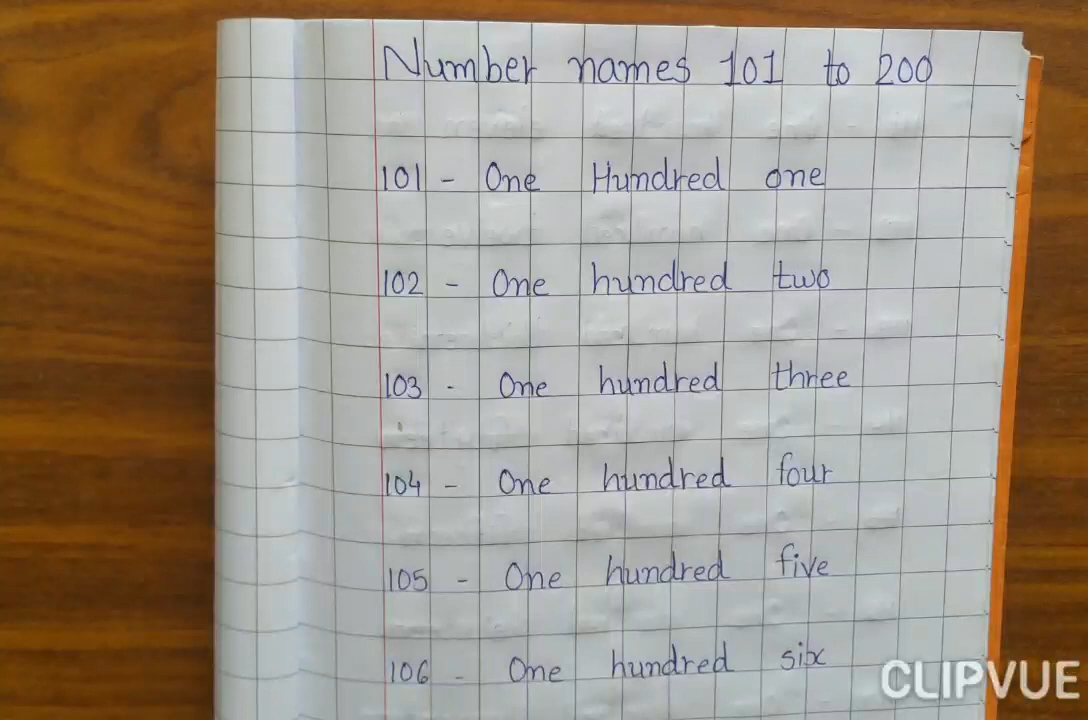 Number names 101 to 200
101 - One Hundred one
102 - One hundred two
103 - One hundred three
104 - One hundred four
105 - One hundred five
106 - One hundred six
CLIPVUE